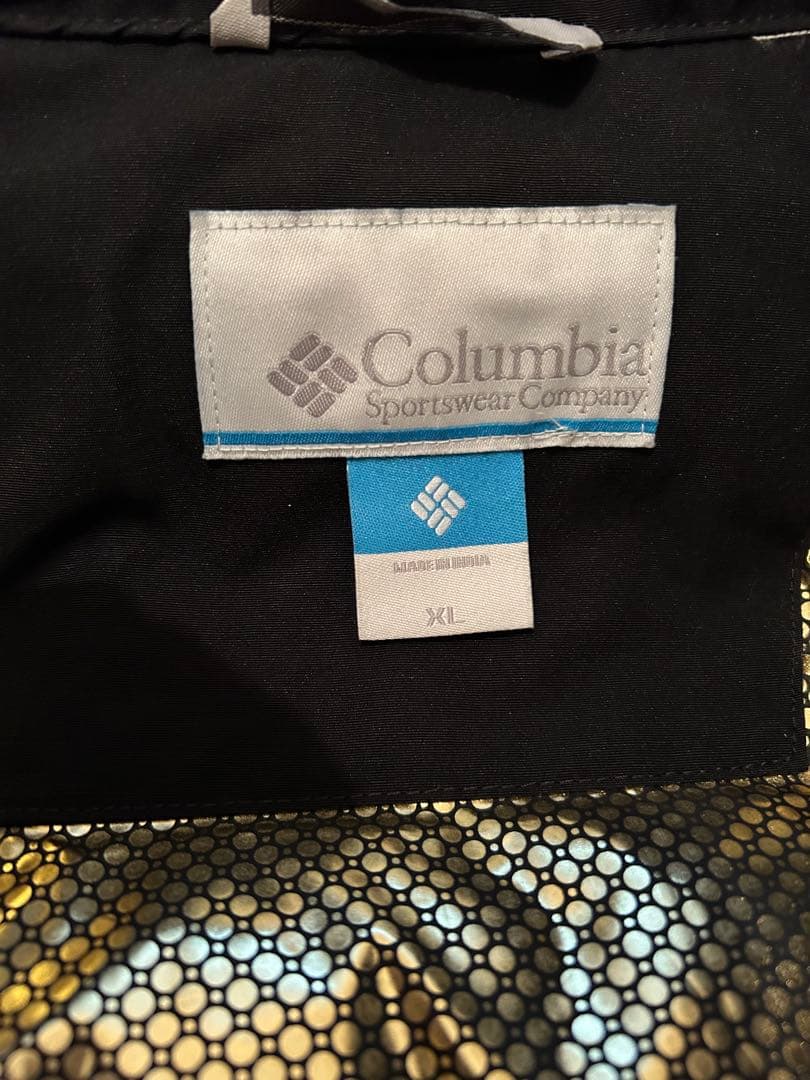 Columbia
Sportswear Company
MADE IN INDIA
XL